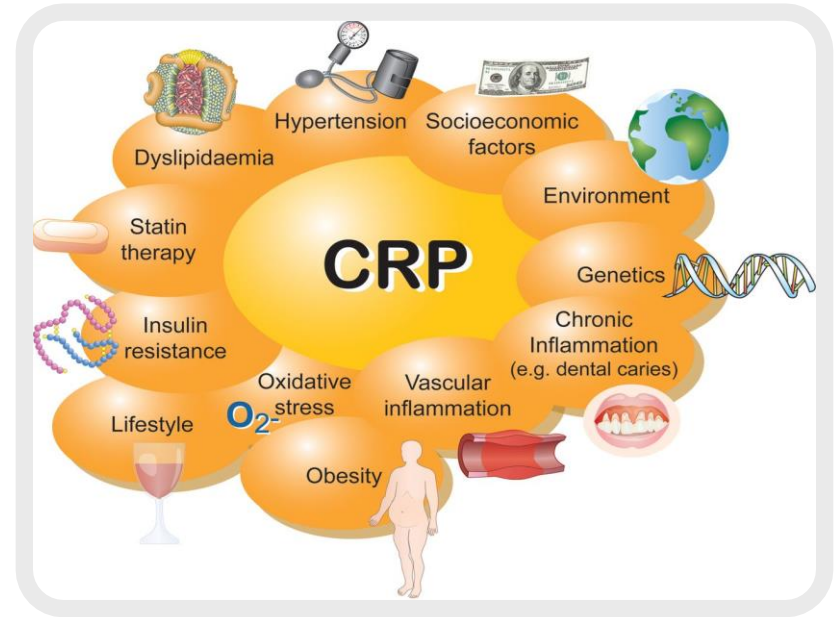 Hypertension
Socioeconomic
factors
Dyslipidaemia
Environment
Statin
therapy
CRP
Genetics
Insulin
resistance
Chronic
Inflammation
(e.g. dental caries)
Oxidative
stress
O2-
Vascular
inflammation
Lifestyle
Obesity